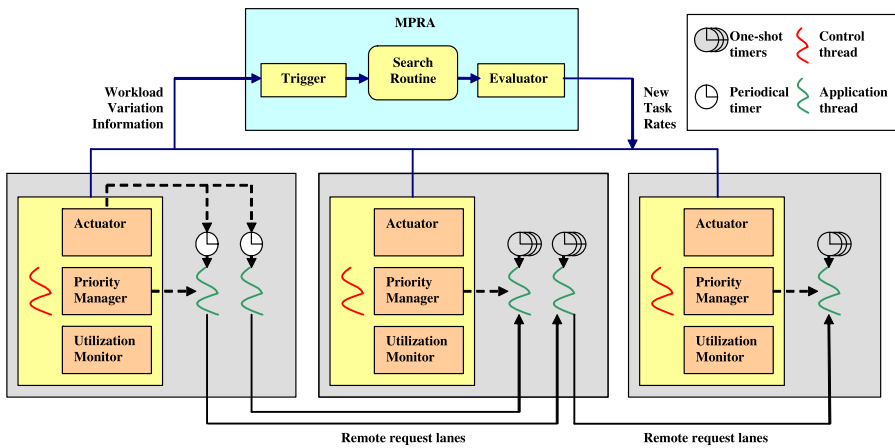 MPRA
Trigger
Search
Routine
Evaluator
One-shot
timers
Control
thread
Periodical
timer
Application
thread
Workload
Variation
Information
New
Task
Rates
Actuator
Priority
Manager
Utilization
Monitor
Actuator
Priority
Manager
Utilization
Monitor
Actuator
Priority
Manager
Utilization
Monitor
Remote request lanes
Remote request lanes